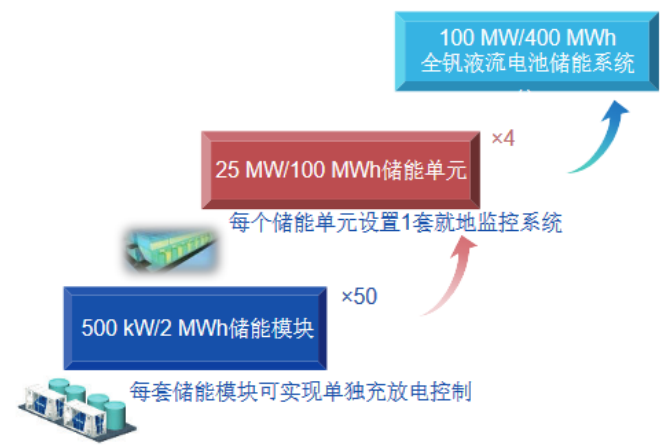 100 MW/400 MWh
全钒液流电池储能系统
×4
25 MW/100 MWh储能单元
每个储能单元设置1套就地监控系统
×50
500 kW/2 MWh储能模块
每套储能模块可实现单独充放电控制